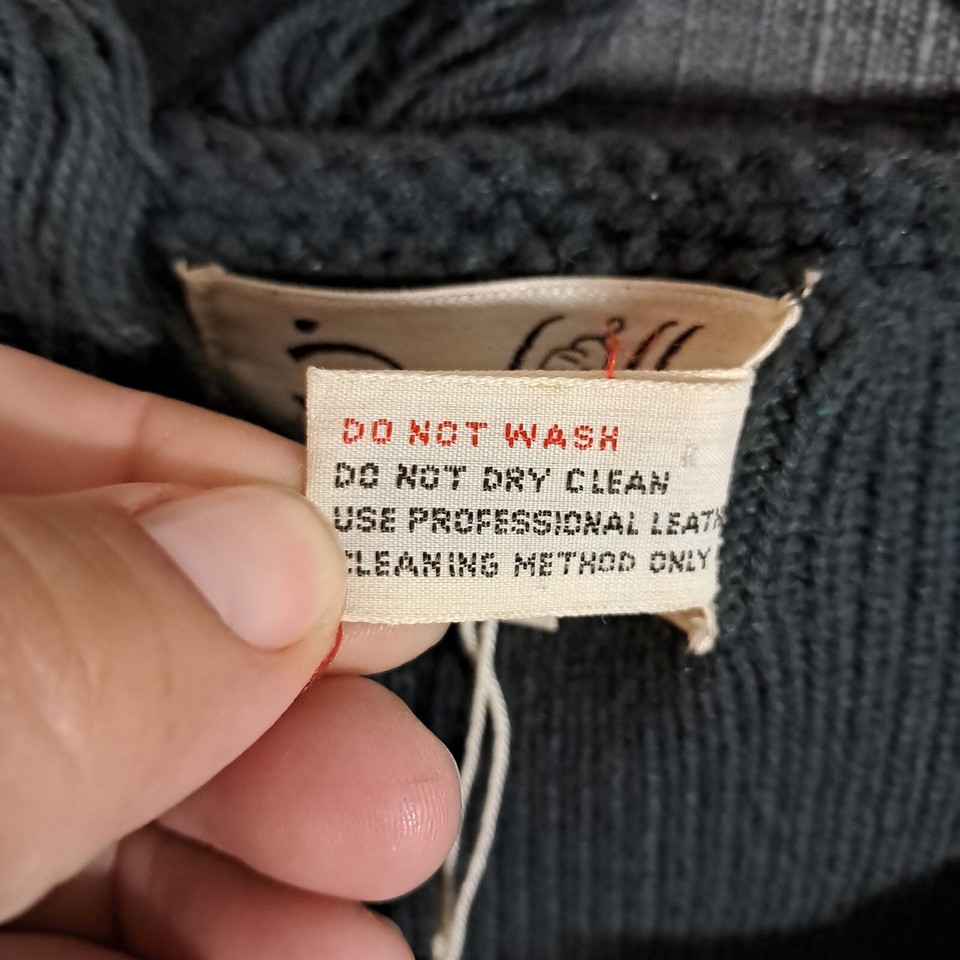 DO NOT WASH
R
DO NOT DRY CLEAN
USE PROFESSIONAL LEATH
CLEANING METHOD ONLY